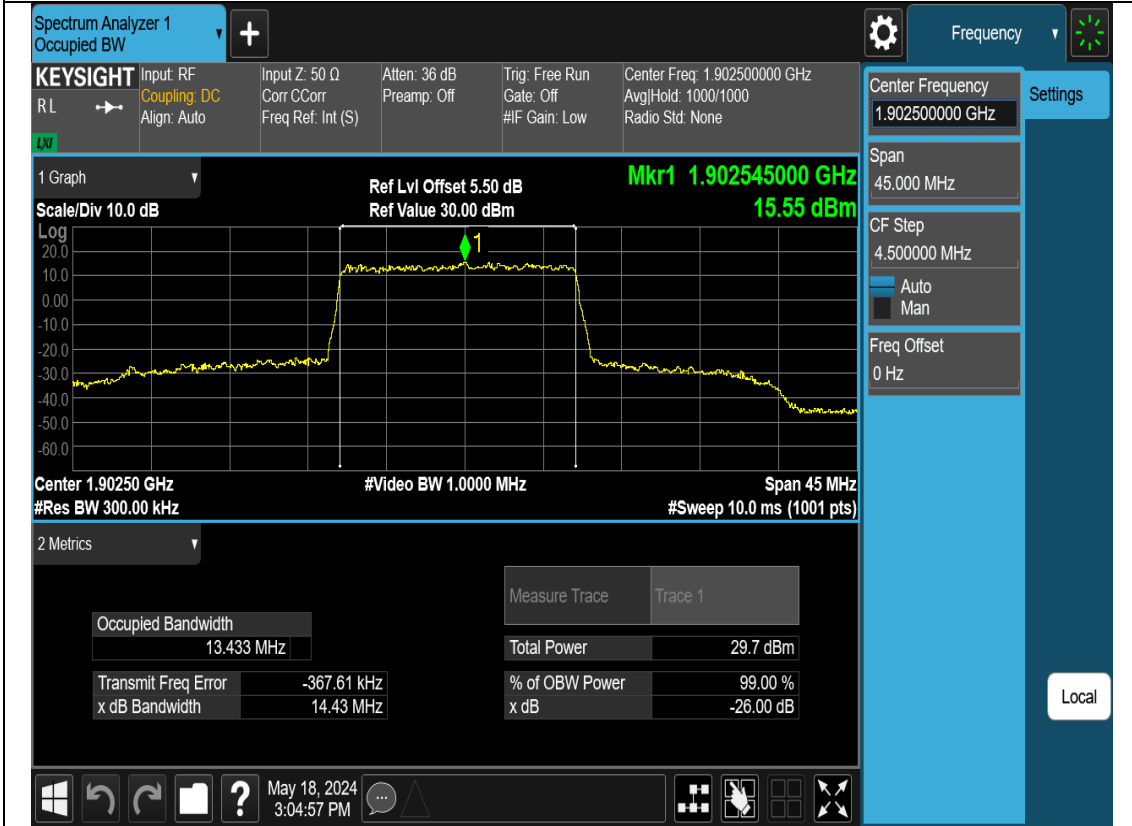 Spectrum Analyzer 1
Occupied BW
Frequency
KEYSIGHT
R L
LXI
Input: RF
Coupling: DC
Align: Auto
Input Z: 50 Ω
Corr CCorr
Freq Ref: Int (S)
Atten: 36 dB
Preamp: Off
Trig: Free Run
Gate: Off
#IF Gain: Low
Center Freq: 1.902500000 GHz
Avg|Hold: 1000/1000
Radio Std: None
Center Frequency
1.902500000 GHz
Settings
Span
45.000 MHz
CF Step
4.500000 MHz
Auto
Man
Freq Offset
0 Hz
Local
1 Graph
Ref Lvl Offset 5.50 dB
Mkr1 1.902545000 GHz
Scale/Div 10.0 dB
Ref Value 30.00 dBm
15.55 dBm
Log
1
20.0
10.0
0.00
-10.0
-20.0
-30.0
-40.0
-50.0
-60.0
Center 1.90250 GHz
#Video BW 1.0000 MHz
Span 45 MHz
#Res BW 300.00 kHz
#Sweep 10.0 ms (1001 pts)
2 Metrics
Measure Trace
Trace 1
Occupied Bandwidth
13.433 MHz
Total Power
29.7 dBm
Transmit Freq Error
-367.61 kHz
% of OBW Power
99.00 %
x dB Bandwidth
14.43 MHz
x dB
-26.00 dB
?
May 18, 2024
3:04:57 PM